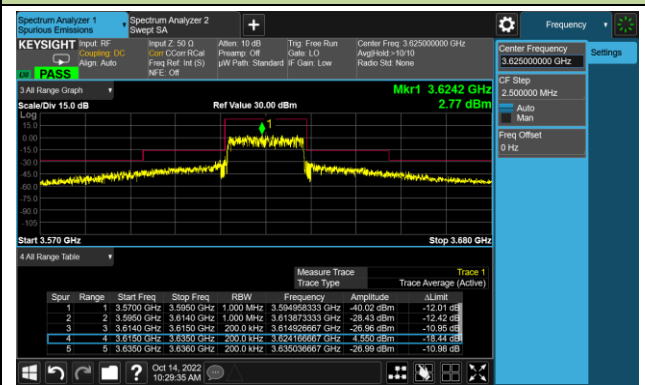 Spectrum Analyzer 1
Spurious Emissions
Spectrum Analyzer 2
Swept SA
Frequency
KEYSIGHT
Input: RF
Coupling: DC
Align: Auto
Input Z: 50 Ω
Corr CCorr RCal
Freq Ref: Int (S)
NFE: Off
Atten: 10 dB
Preamp: Off
µW Path: Standard
Trig: Free Run
Gate: LO
IF Gain: Low
Center Freq: 3.625000000 GHz
Avg|Hold:>10/10
Radio Std: None
PASS
Center Frequency
3.625000000 GHz
Settings
CF Step
2.500000 MHz
Auto
Man
Freq Offset
0 Hz
3 All Range Graph
Mkr1 3.6242 GHz
Scale/Div 15.0 dB
Ref Value 30.00 dBm
2.77 dBm
Log
15.0
0.00
-15.0
-30.0
-45.0
-60.0
-75.0
-90.0
-105
1
Start 3.570 GHz
Stop 3.680 GHz
4 All Range Table
Measure Trace Trace 1
Trace Type Trace Average (Active)
Spur Range Start Freq Stop Freq RBW Frequency Amplitude ΔLimit
1 1 3.5700 GHz 3.5950 GHz 1.000 MHz 3.594958333 GHz -40.02 dBm -12.01 dB
2 2 3.5950 GHz 3.6140 GHz 1.000 MHz 3.613873333 GHz -28.43 dBm -12.42 dB
3 3 3.6140 GHz 3.6150 GHz 200.0 kHz 3.614926667 GHz -26.96 dBm -10.95 dB
4 4 3.6150 GHz 3.6350 GHz 200.0 kHz 3.624166667 GHz 4.550 dBm -18.44 dB
5 5 3.6350 GHz 3.6360 GHz 200.0 kHz 3.635036667 GHz -26.99 dBm -10.98 dB
Oct 14, 2022
10:29:35 AM